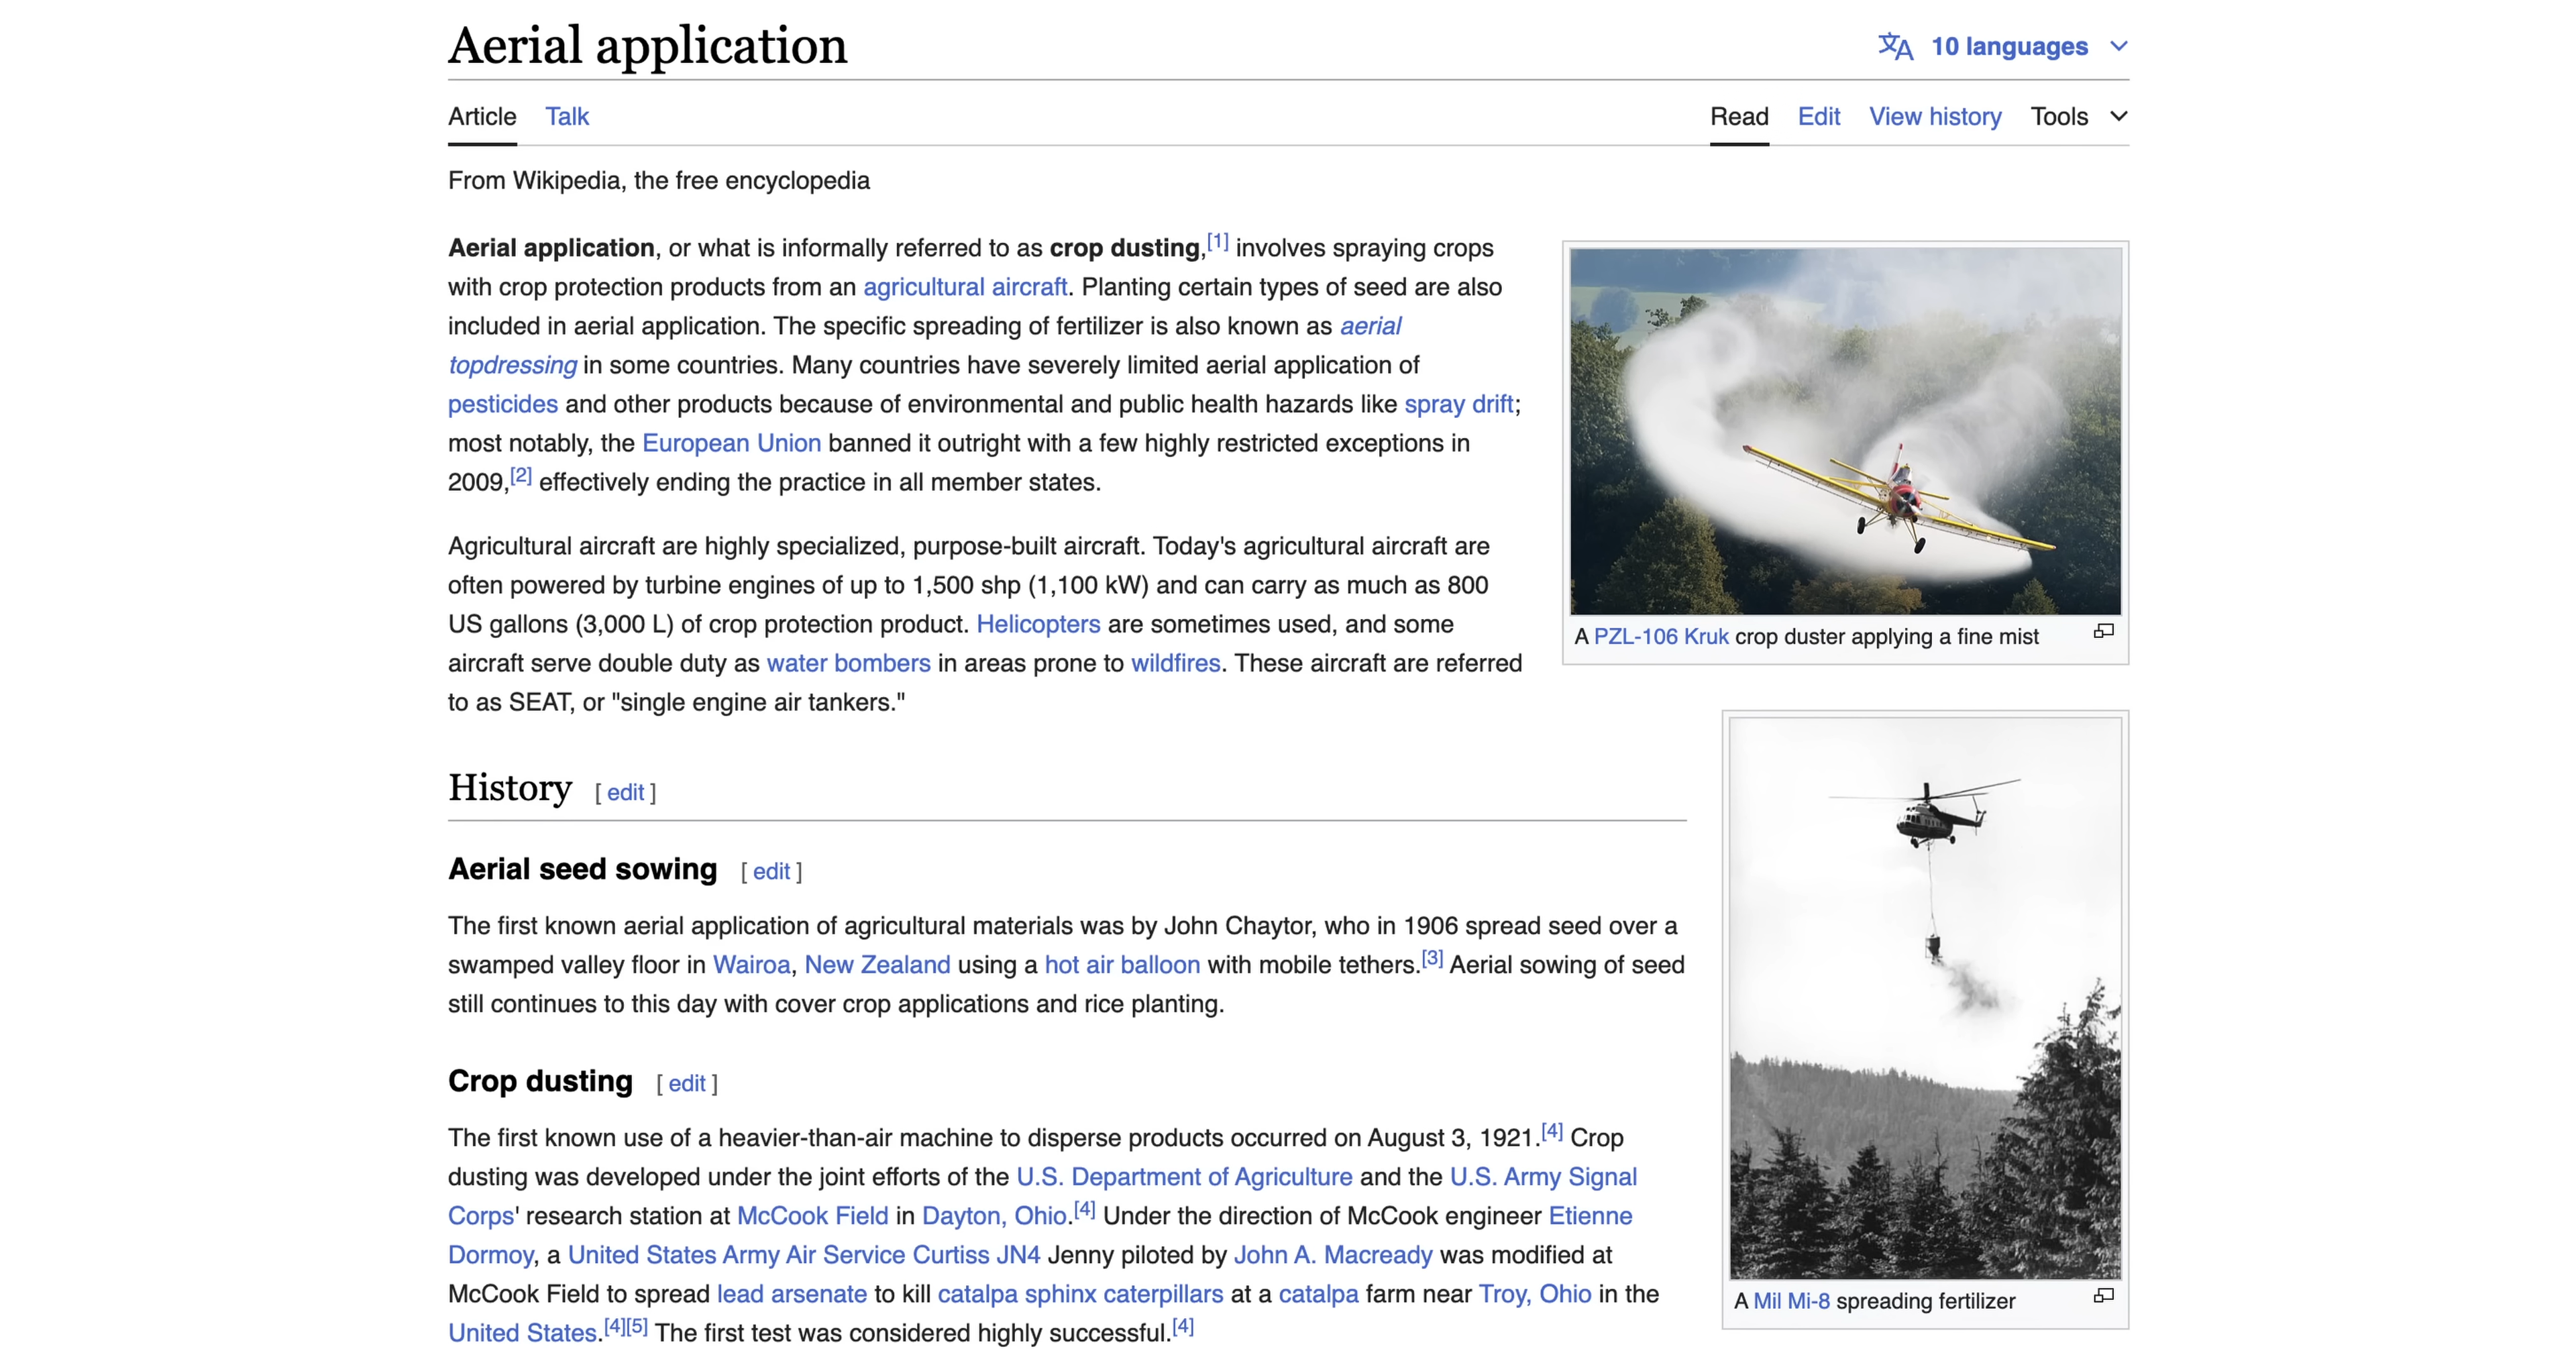 Aerial application
10 languages
Article Talk
Read Edit View history Tools
From Wikipedia, the free encyclopedia
Aerial application, or what is informally referred to as crop dusting,[1] involves spraying crops
with crop protection products from an agricultural aircraft. Planting certain types of seed are also
included in aerial application. The specific spreading of fertilizer is also known as aerial
topdressing in some countries. Many countries have severely limited aerial application of
pesticides and other products because of environmental and public health hazards like spray drift;
most notably, the European Union banned it outright with a few highly restricted exceptions in
2009,[2] effectively ending the practice in all member states.
Agricultural aircraft are highly specialized, purpose-built aircraft. Today's agricultural aircraft are
often powered by turbine engines of up to 1,500 shp (1,100 kW) and can carry as much as 800
US gallons (3,000 L) of crop protection product. Helicopters are sometimes used, and some
aircraft serve double duty as water bombers in areas prone to wildfires. These aircraft are referred
to as SEAT, or "single engine air tankers."
A PZL-106 Kruk crop duster applying a fine mist
History [ edit ]
Aerial seed sowing [ edit ]
The first known aerial application of agricultural materials was by John Chaytor, who in 1906 spread seed over a
swamped valley floor in Wairoa, New Zealand using a hot air balloon with mobile tethers.[3] Aerial sowing of seed
still continues to this day with cover crop applications and rice planting.
Crop dusting [ edit ]
The first known use of a heavier-than-air machine to disperse products occurred on August 3, 1921.[4] Crop
dusting was developed under the joint efforts of the U.S. Department of Agriculture and the U.S. Army Signal
Corps' research station at McCook Field in Dayton, Ohio.[4] Under the direction of McCook engineer Etienne
Dormoy, a United States Army Air Service Curtiss JN4 Jenny piloted by John A. Macready was modified at
McCook Field to spread lead arsenate to kill catalpa sphinx caterpillars at a catalpa farm near Troy, Ohio in the
United States.[4][5] The first test was considered highly successful.[4]
A Mil Mi-8 spreading fertilizer